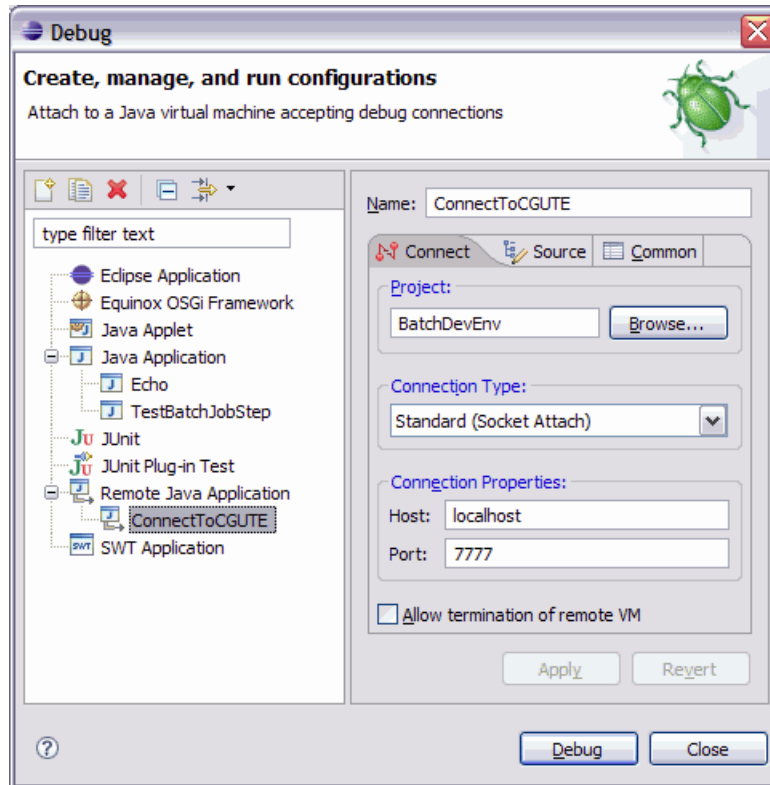 Debug
Create, manage, and run configurations
Attach to a Java virtual machine accepting debug connections
type filter text
Eclipse Application
Equinox OSGi Framework
Java Applet
Java Application
Echo
TestBatchJobStep
JUnit
JUnit Plug-in Test
Remote Java Application
ConnectToCGUTE
SWT Application
Name: ConnectToCGUTE
Connect Source Common
Project:
BatchDevEnv Browse...
Connection Type:
Standard (Socket Attach)
Connection Properties:
Host: localhost
Port: 7777
Allow termination of remote VM
Apply Revert
? Debug Close